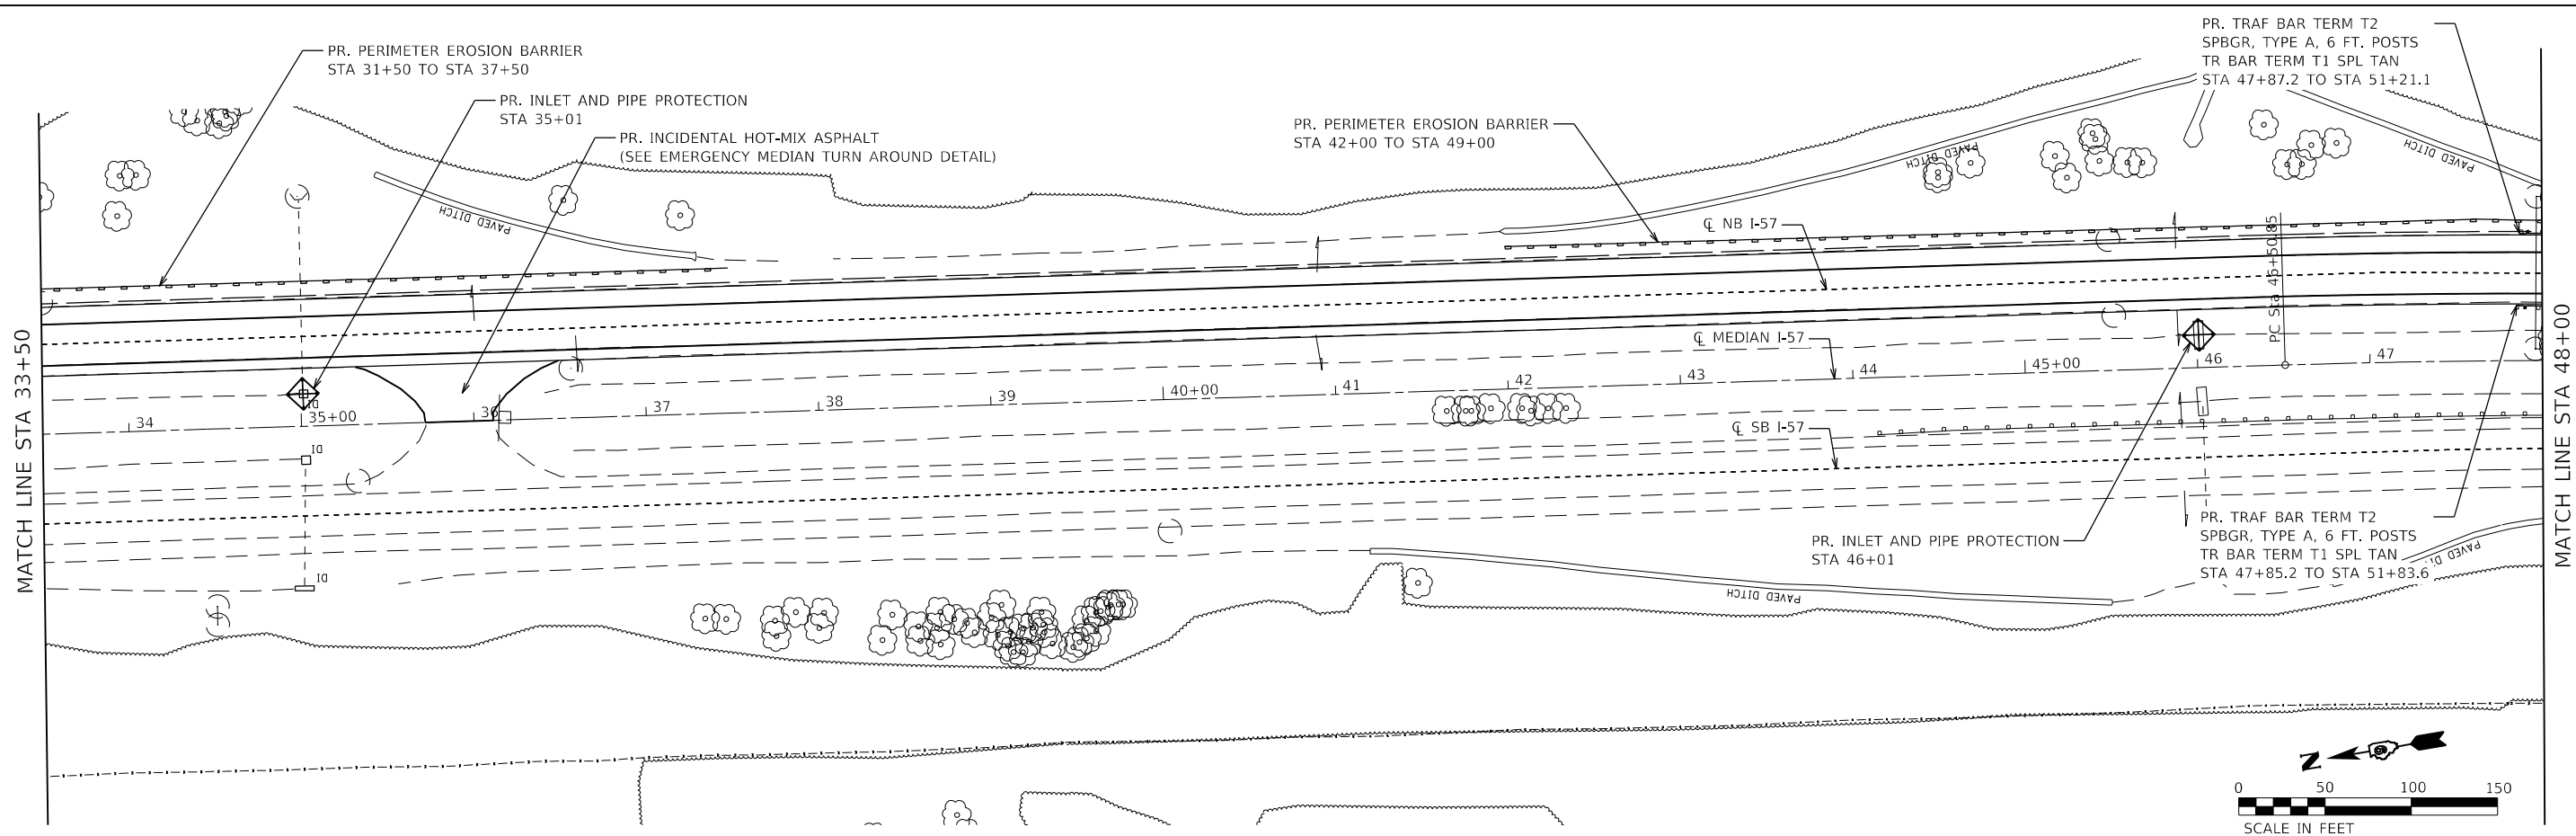 PR. PERIMETER EROSION BARRIER
STA 31+50 TO STA 37+50
PR. INLET AND PIPE PROTECTION
STA 35+01
PR. INCIDENTAL HOT-MIX ASPHALT
(SEE EMERGENCY MEDIAN TURN AROUND DETAIL)
PR. PERIMETER EROSION BARRIER
STA 42+00 TO STA 49+00
PR. TRAF BAR TERM T2
SPBGR, TYPE A, 6 FT. POSTS
TR BAR TERM T1 SPL TAN
STA 47+87.2 TO STA 51+21.1
PAVED DITCH
PAVED DITCH
PAVED DITCH
℄ NB I-57
PC Sta 46+50.85
℄ MEDIAN I-57
MATCH LINE STA 33+50
MATCH LINE STA 48+00
34
35+00
36
37
38
39
40+00
41
42
43
44
45+00
46
47
DI
DI
DI
℄ SB I-57
PR. INLET AND PIPE PROTECTION
STA 46+01
PR. TRAF BAR TERM T2
SPBGR, TYPE A, 6 FT. POSTS
TR BAR TERM T1 SPL TAN
STA 47+85.2 TO STA 51+83.6
PAVED DITCH
PAVED DI
N
0 50 100 150
SCALE IN FEET